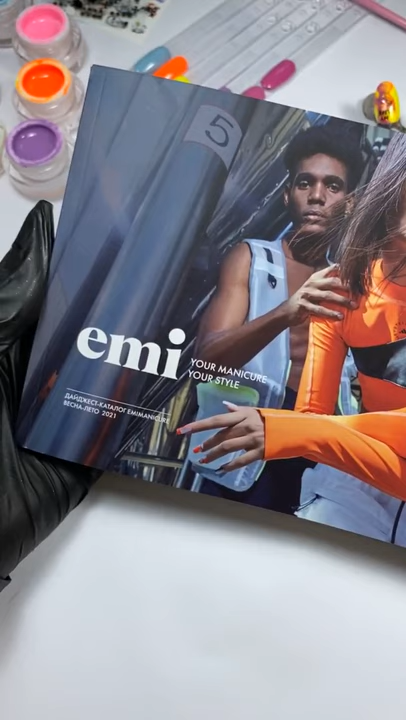 5
emi
YOUR MANICURE
YOUR STYLE
ДАЙДЖЕСТ-КАТАЛОГ EMIMANICURE
ВЕСНА-ЛЕТО 2021